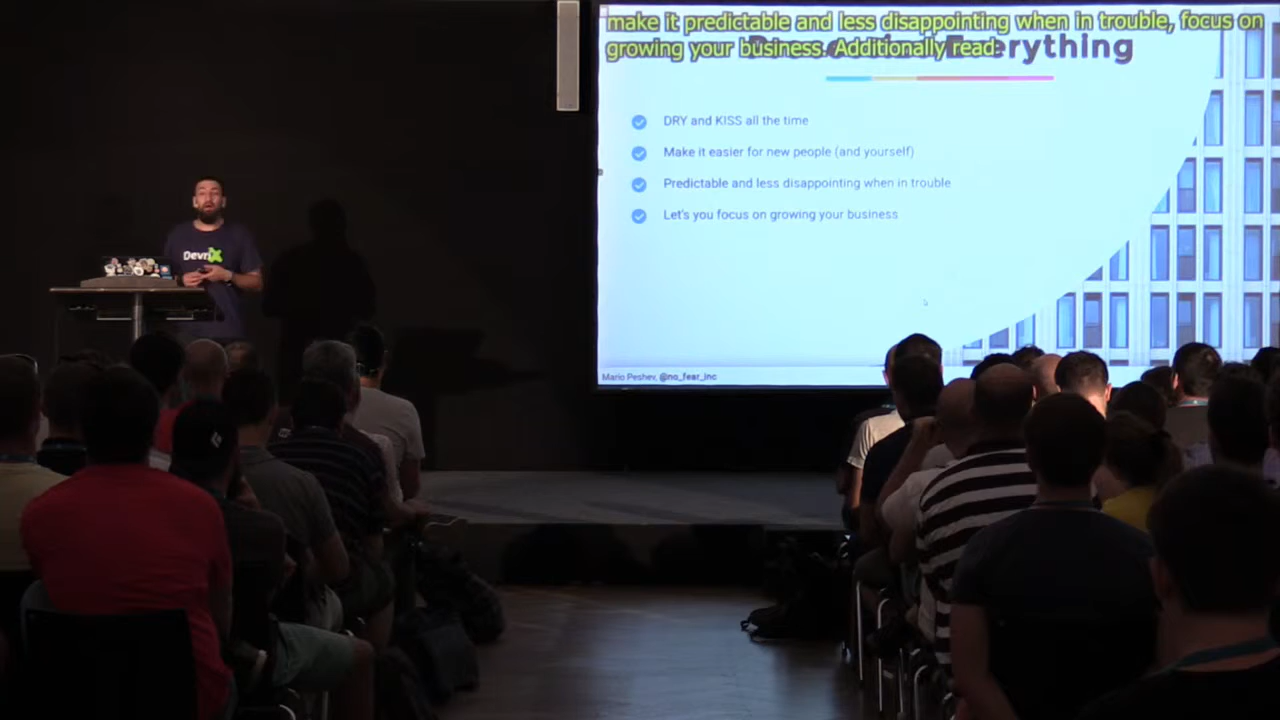 make it predictable and less disappointing when in trouble, focus on
growing your business. Additionally read:
erything
DRY and KISS all the time
Make it easier for new people (and yourself)
Predictable and less disappointing when in trouble
Let's you focus on growing your business
Mario Peshev, @no_fear_inc
DevriX